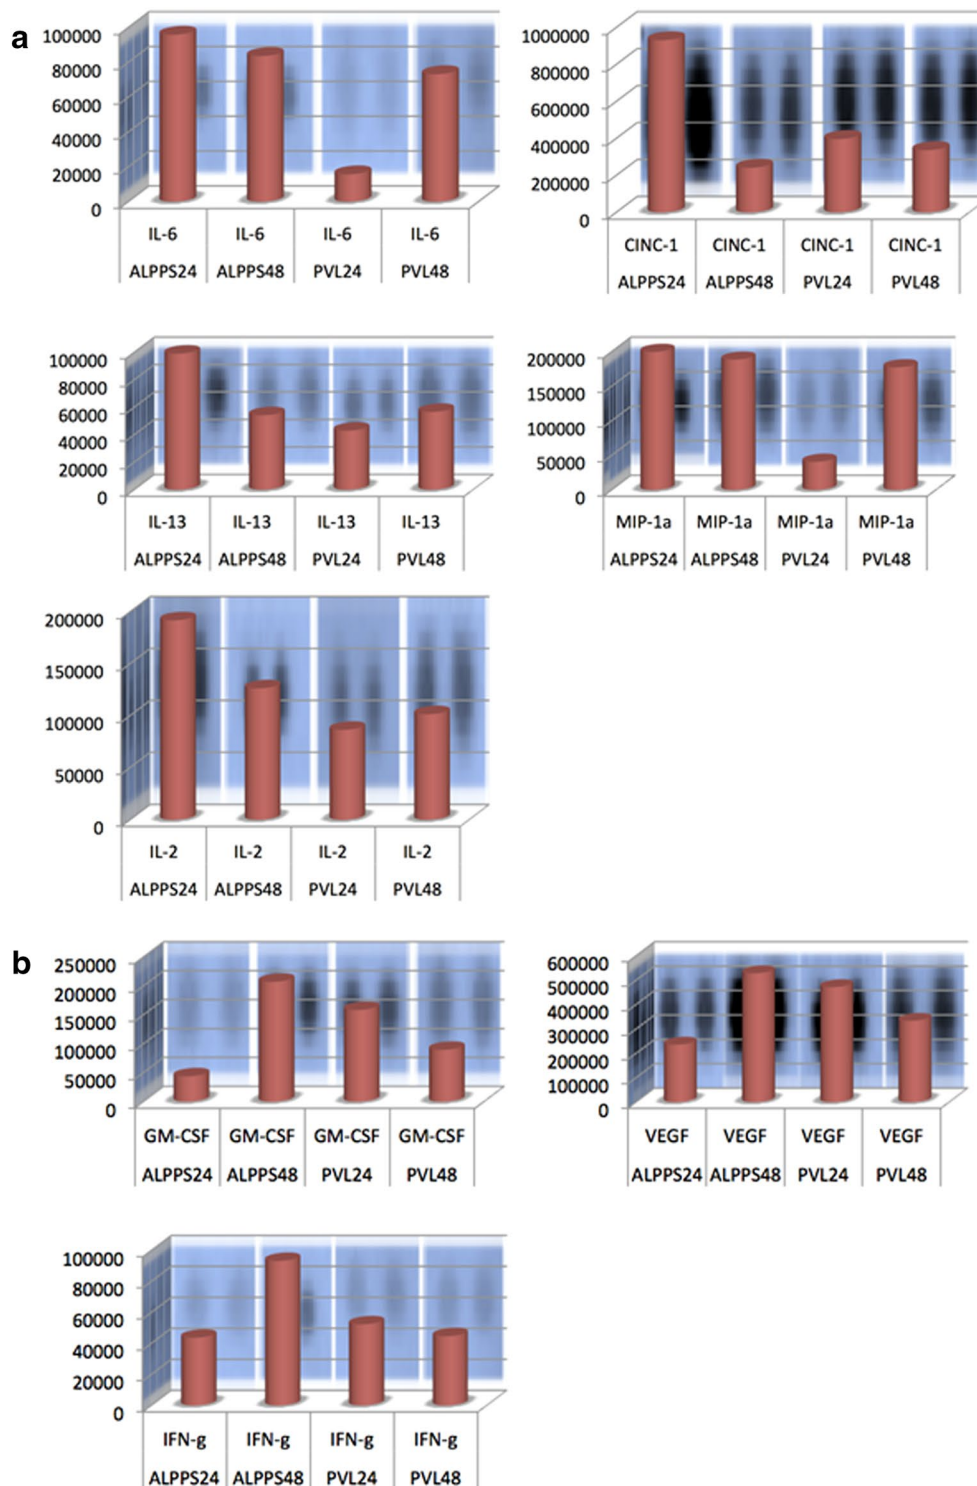 a
100000
80000
60000
40000
20000
0
IL-6 IL-6 IL-6 IL-6
ALPPS24 ALPPS48 PVL24 PVL48
1000000
800000
600000
400000
200000
0
CINC-1 CINC-1 CINC-1 CINC-1
ALPPS24 ALPPS48 PVL24 PVL48
100000
80000
60000
40000
20000
0
IL-13 IL-13 IL-13 IL-13
ALPPS24 ALPPS48 PVL24 PVL48
200000
150000
100000
50000
0
MIP-1a MIP-1a MIP-1a MIP-1a
ALPPS24 ALPPS48 PVL24 PVL48
200000
150000
100000
50000
0
IL-2 IL-2 IL-2 IL-2
ALPPS24 ALPPS48 PVL24 PVL48
b
250000
200000
150000
100000
50000
0
GM-CSF GM-CSF GM-CSF GM-CSF
ALPPS24 ALPPS48 PVL24 PVL48
600000
500000
400000
300000
200000
100000
0
VEGF VEGF VEGF VEGF
ALPPS24 ALPPS48 PVL24 PVL48
100000
80000
60000
40000
20000
0
IFN-g IFN-g IFN-g IFN-g
ALPPS24 ALPPS48 PVL24 PVL48